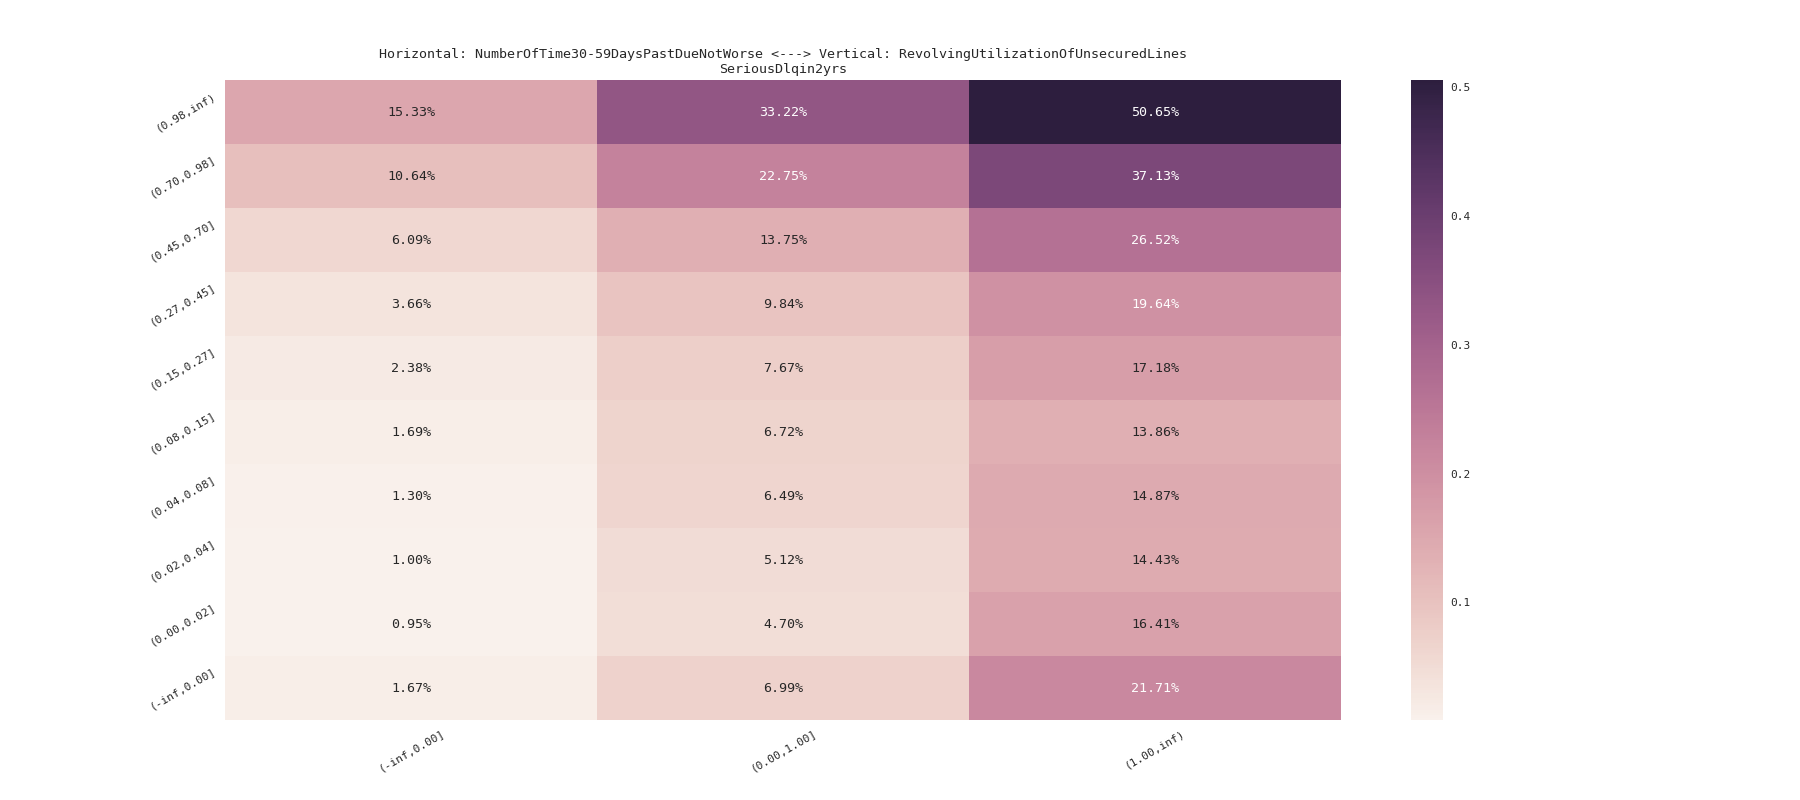 Horizontal: NumberOfTime30-59DaysPastDueNotWorse <---> Vertical: RevolvingUtilizationOfUnsecuredLines
SeriousDlqin2yrs
(0.98,inf) 15.33% 33.22% 50.65%
(0.70,0.98] 10.64% 22.75% 37.13%
(0.45,0.70] 6.09% 13.75% 26.52%
(0.27,0.45] 3.66% 9.84% 19.64%
(0.15,0.27] 2.38% 7.67% 17.18%
(0.08,0.15] 1.69% 6.72% 13.86%
(0.04,0.08] 1.30% 6.49% 14.87%
(0.02,0.04] 1.00% 5.12% 14.43%
(0.00,0.02] 0.95% 4.70% 16.41%
(-inf,0.00] 1.67% 6.99% 21.71%
(-inf,0.00] (0.00,1.00] (1.00,inf)
0.5
0.4
0.3
0.2
0.1